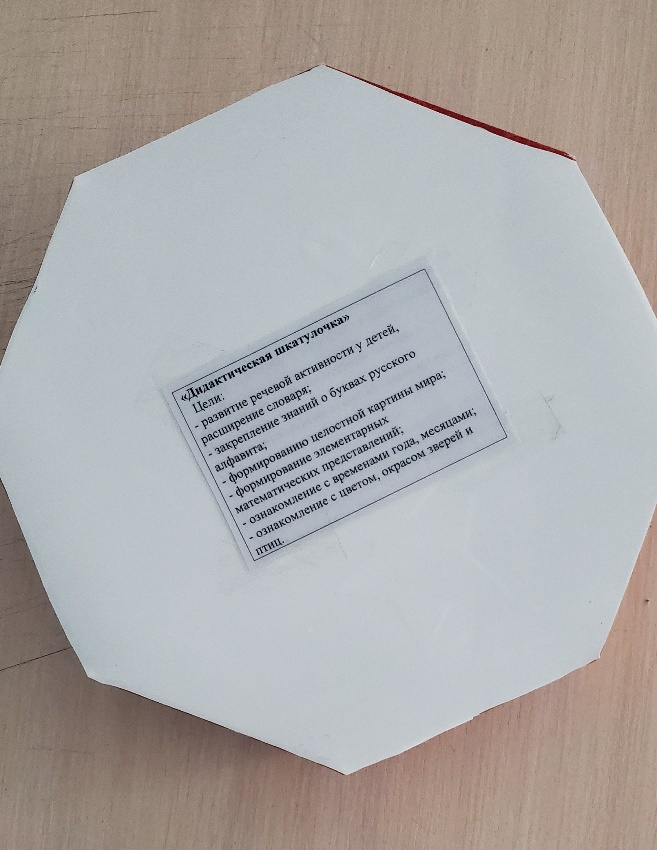 «Дидактическая шкатулочка»
Цели:
- развитие речевой активности у детей,
расширение словаря;
- закрепление знаний о буквах русского
алфавита;
- формированию целостной картины мира;
- формирование элементарных
математических представлений;
- ознакомление с временами года, месяцами;
- ознакомление с цветом, окрасом зверей и
птиц.